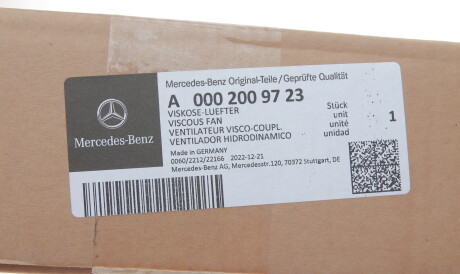 Mercedes-Benz Original-Teile/Geprüfte Qualität
A 000 200 97 23
VISKOSE-LUEFTER
VISCOUS FAN
VENTILATEUR VISCO-COUPL.
VENTILADOR HIDRODINAMICO
Stück
unit
unité
unidad
1
Mercedes-Benz
Made in GERMANY
0060/2212/22166 2022-12-21
Mercedes-Benz AG, Mercedesstr.120, 70372 Stuttgart, DE